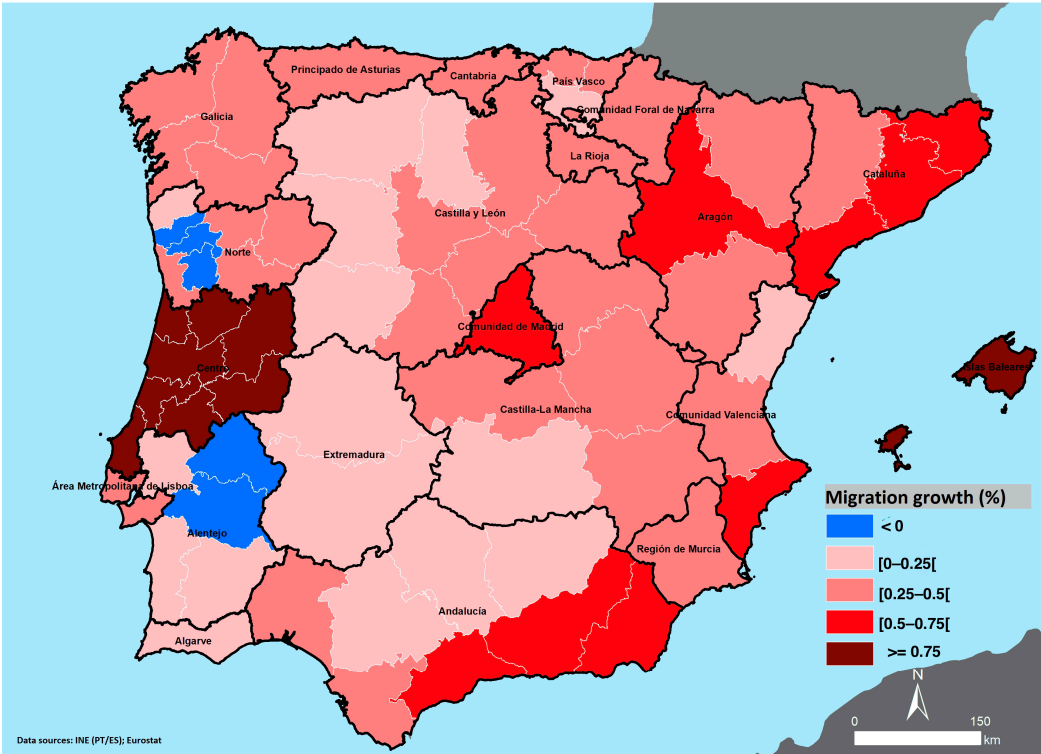 Principado de Asturias
Cantabria
País Vasco
Comunidad Foral de Navarra
Galicia
La Rioja
Cataluña
Castilla y León
Aragón
Norte
Comunidad de Madrid
Centro
Islas Baleares
Castilla-La Mancha
Comunidad Valenciana
Extremadura
Área Metropolitana de Lisboa
Alentejo
Región de Murcia
Andalucía
Algarve
Migration growth (%)
< 0
[0–0.25[
[0.25–0.5[
[0.5–0.75[
>= 0.75
N
0 150
km
Data sources: INE (PT/ES); Eurostat